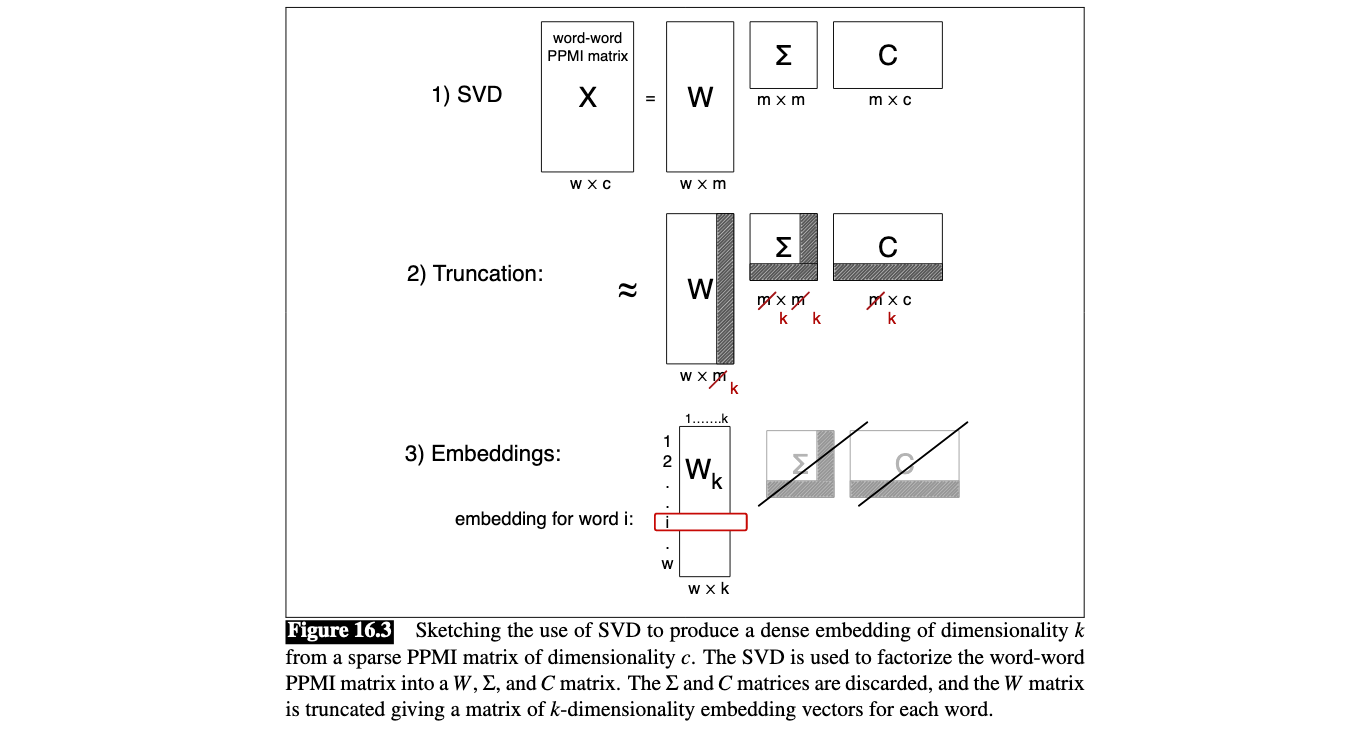 word-word
PPMI matrix
1) SVD
X
=
W
Σ
C
m x m
m x c
w x c
w x m
2) Truncation:
≈
W
Σ
C
m x m
k k
m x c
k
w x m
k
3) Embeddings:
1.......k
1
2
.
.
i
.
w
Wk
Σ
C
embedding for word i:
w x k
Figure 16.3 Sketching the use of SVD to produce a dense embedding of dimensionality k
from a sparse PPMI matrix of dimensionality c. The SVD is used to factorize the word-word
PPMI matrix into a W, Σ, and C matrix. The Σ and C matrices are discarded, and the W matrix
is truncated giving a matrix of k-dimensionality embedding vectors for each word.